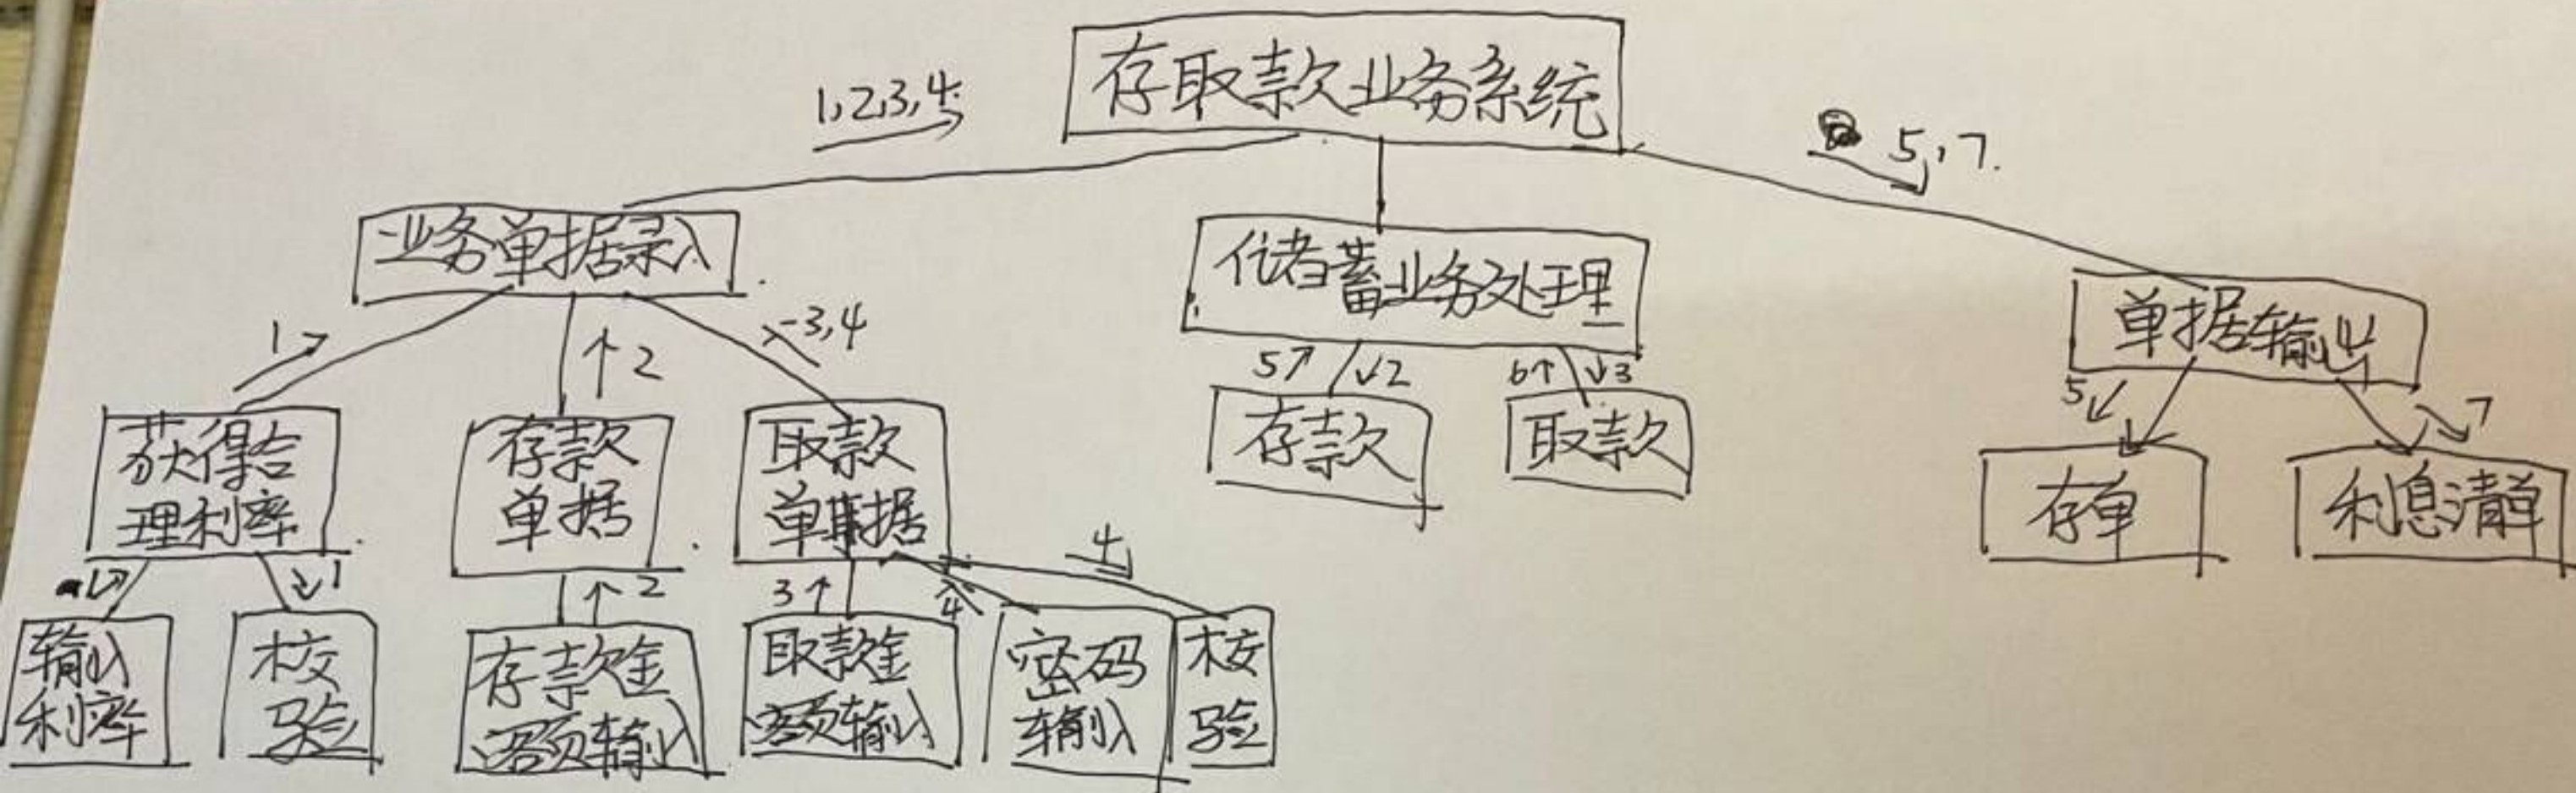 存取款业务系统
1,2,3,4
5,7.
业务单据录入
储蓄业务处理
单据输出
1
2
3,4
5
2
6
3
5
7
获得合
理利率
存款
单据
取款
单据
存款
取款
存单
利息清单
1
1
2
3
4
4
输入
利率
校
验
存款金
额输入
取款金
额输入
密码
输入
校
验